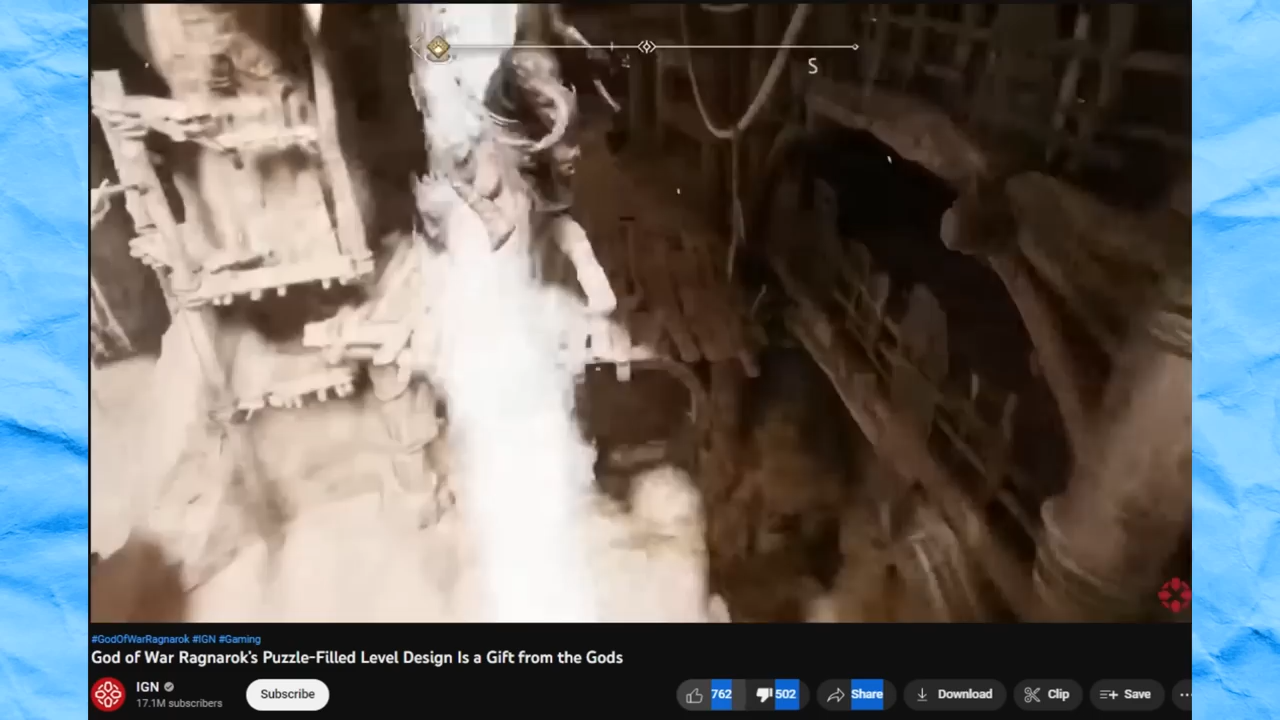 S
#GodOfWarRagnarok #IGN #Gaming
God of War Ragnarok's Puzzle-Filled Level Design Is a Gift from the Gods
IGN
17.1M subscribers
Subscribe
762
502
Share
Download
Clip
Save